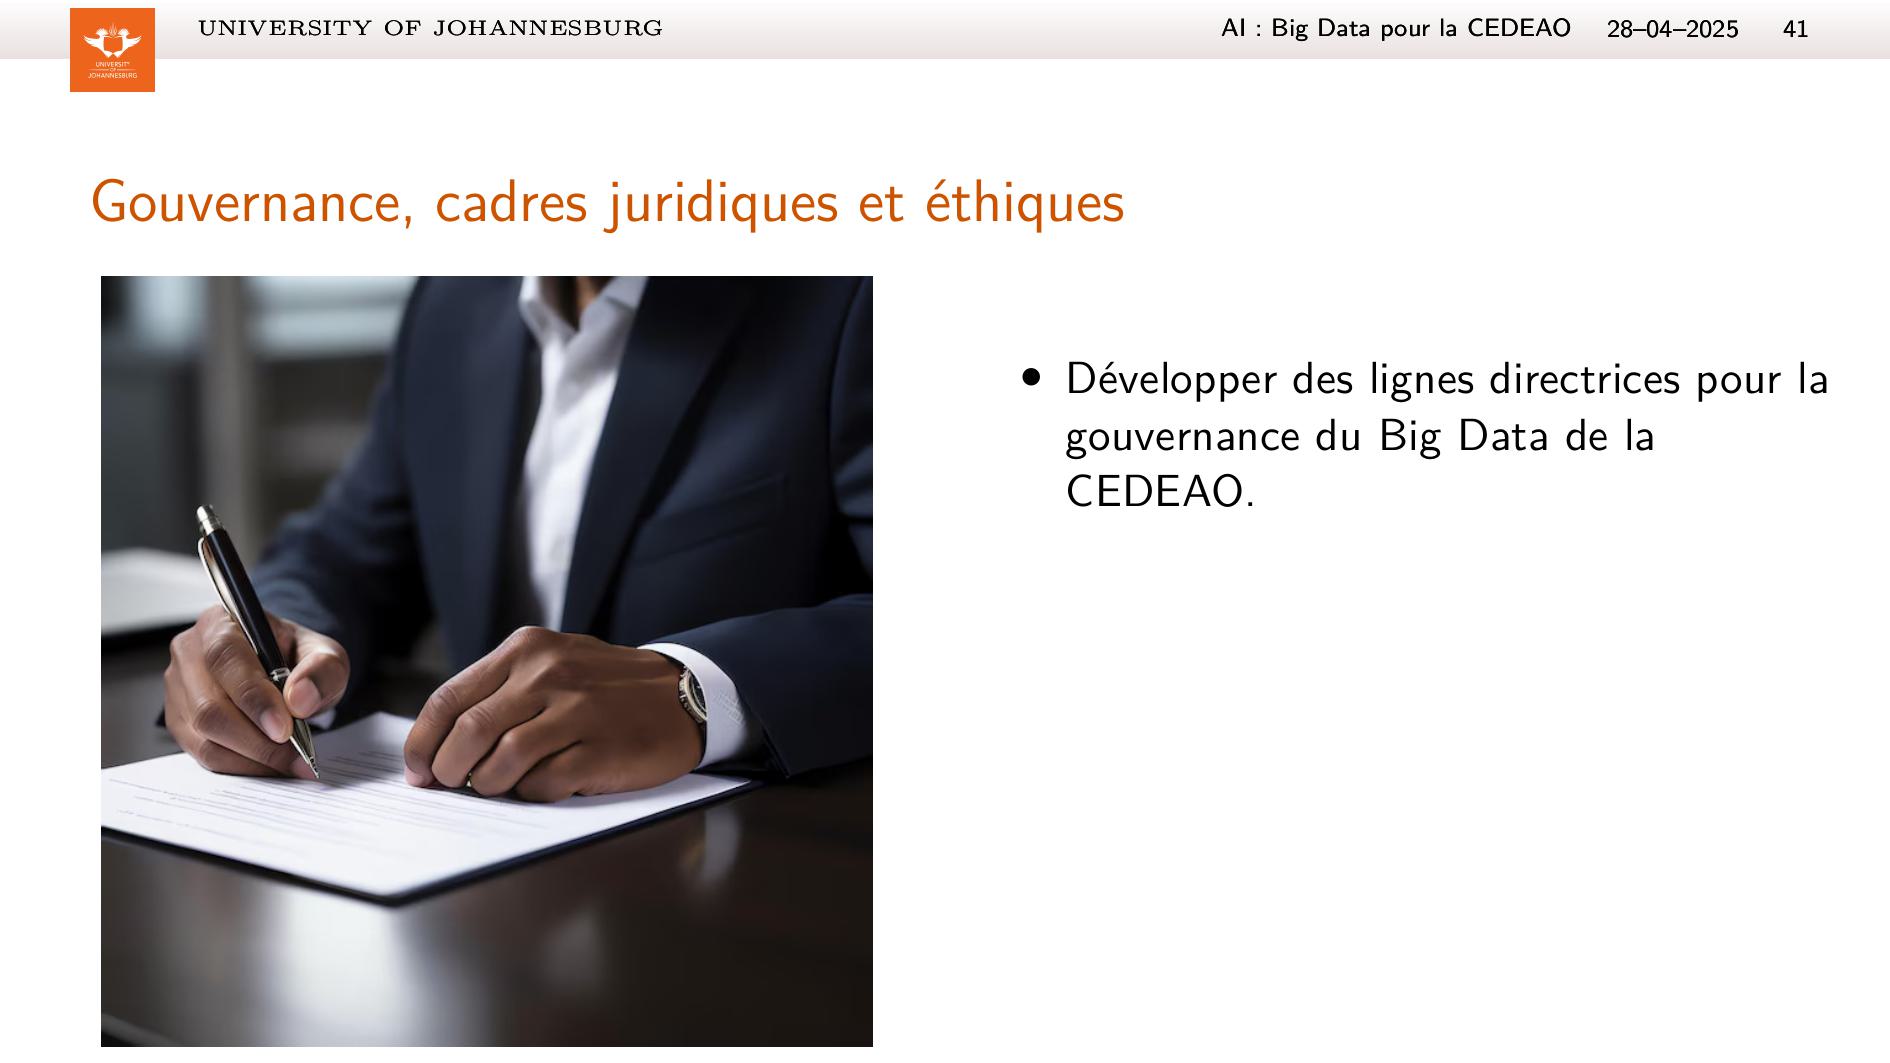 UNIVERSITY OF JOHANNESBURG
AI : Big Data pour la CEDEAO 28–04–2025 41
UNIVERSITY
OF
JOHANNESBURG
Gouvernance, cadres juridiques et éthiques
• Développer des lignes directrices pour la
gouvernance du Big Data de la
CEDEAO.